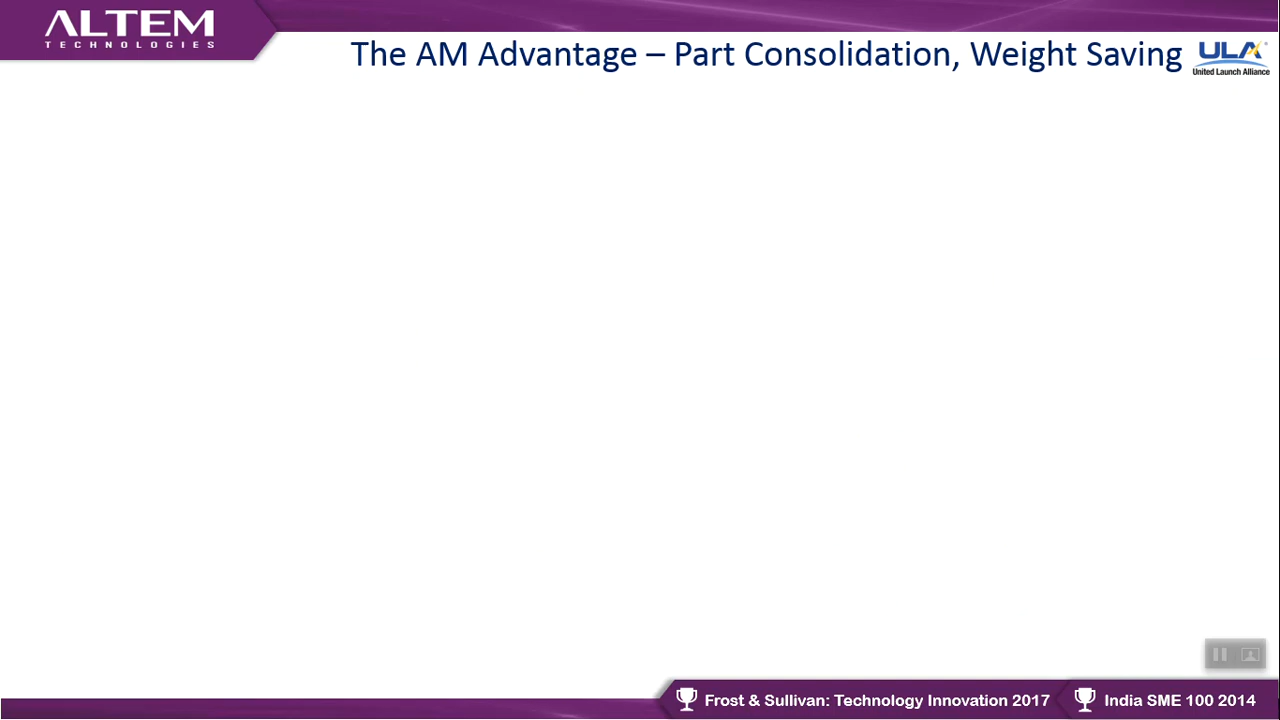 ALTEM
TECHNOLOGIES
The AM Advantage – Part Consolidation, Weight Saving
ULA
United Launch Alliance
Frost & Sullivan: Technology Innovation 2017
India SME 100 2014